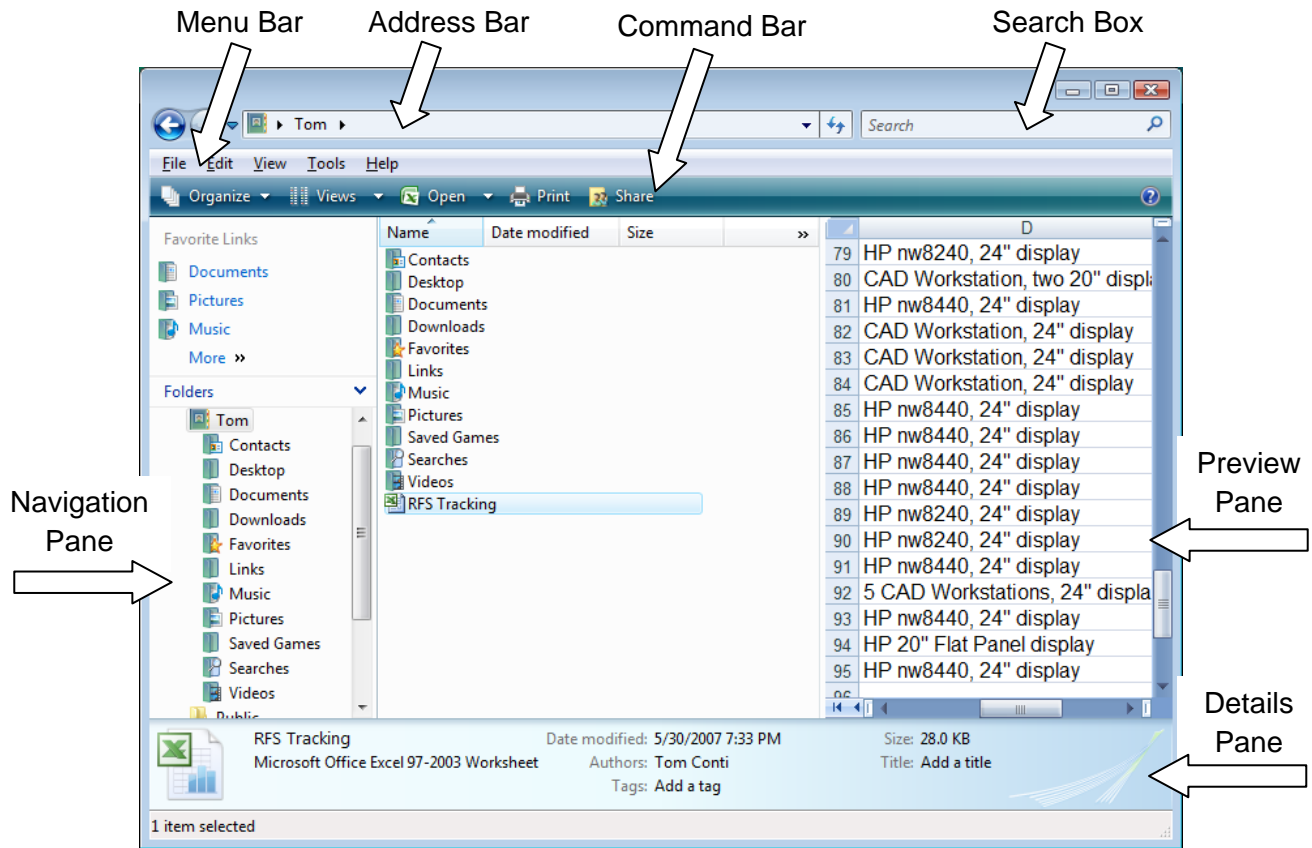 Menu Bar
Address Bar
Command Bar
Search Box
Tom
Search
File Edit View Tools Help
Organize Views Open Print Share
Favorite Links
Documents
Pictures
Music
More »
Folders
Tom
Contacts
Desktop
Documents
Downloads
Favorites
Links
Music
Pictures
Saved Games
Searches
Videos
Public
Name Date modified Size »
Contacts
Desktop
Documents
Downloads
Favorites
Links
Music
Pictures
Saved Games
Searches
Videos
RFS Tracking
D
79 HP nw8240, 24" display
80 CAD Workstation, two 20" displa
81 HP nw8440, 24" display
82 CAD Workstation, 24" display
83 CAD Workstation, 24" display
84 CAD Workstation, 24" display
85 HP nw8440, 24" display
86 HP nw8440, 24" display
87 HP nw8440, 24" display
88 HP nw8440, 24" display
89 HP nw8240, 24" display
90 HP nw8240, 24" display
91 HP nw8440, 24" display
92 5 CAD Workstations, 24" displa
93 HP nw8440, 24" display
94 HP 20" Flat Panel display
95 HP nw8440, 24" display
96
Navigation
Pane
Preview
Pane
Details
Pane
RFS Tracking
Microsoft Office Excel 97-2003 Worksheet
Date modified: 5/30/2007 7:33 PM
Authors: Tom Conti
Tags: Add a tag
Size: 28.0 KB
Title: Add a title
1 item selected